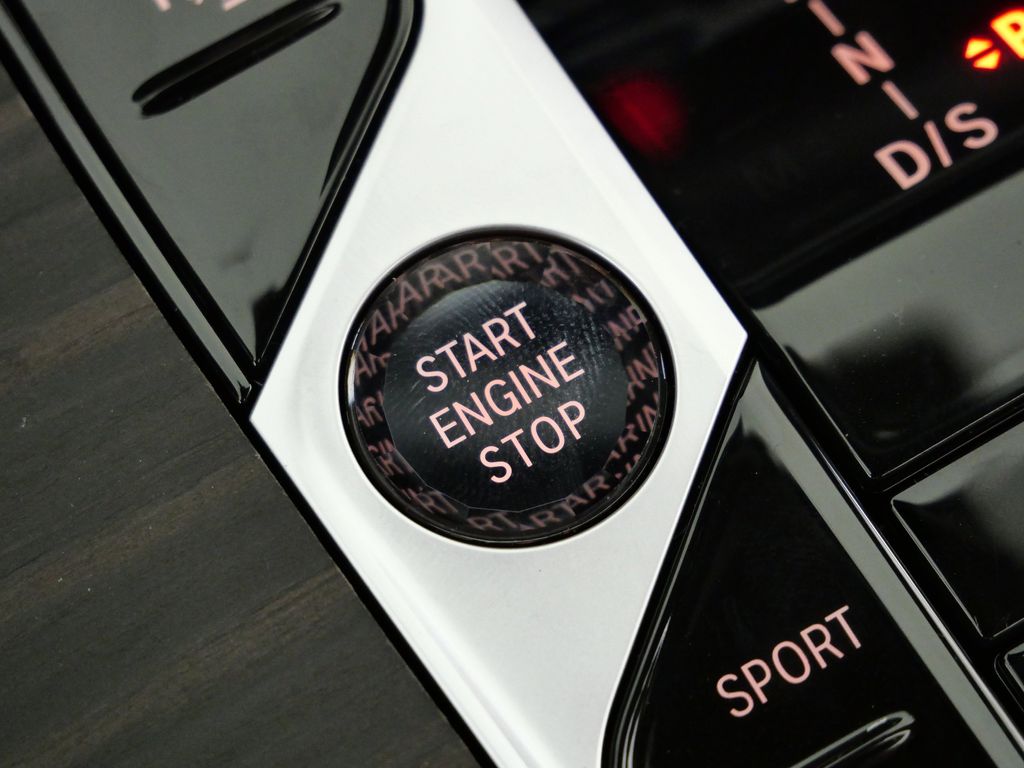 N
D/S
START
ENGINE
STOP
SPORT